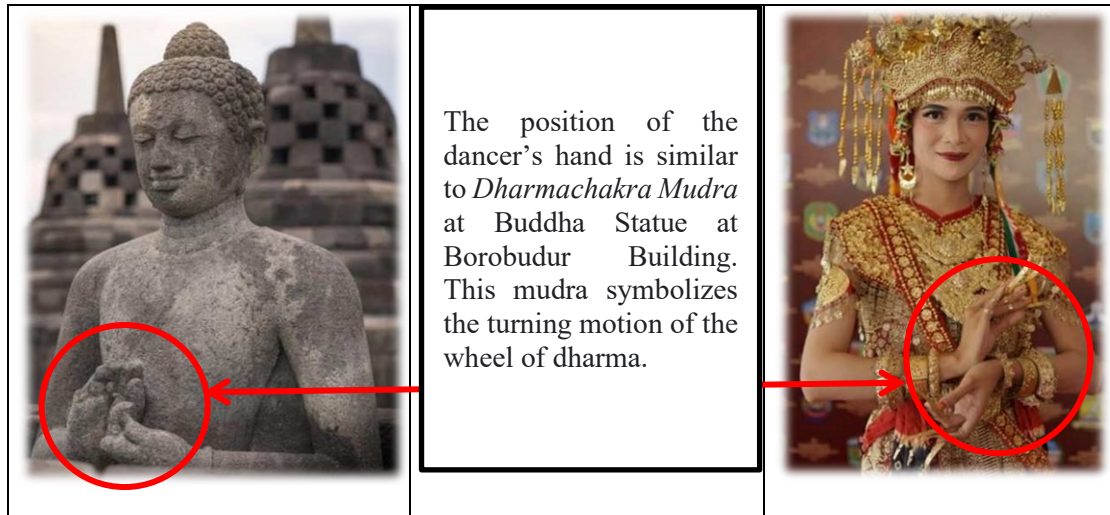 The position of the
dancer’s hand is similar
to Dharmachakra Mudra
at Buddha Statue at
Borobudur Building.
This mudra symbolizes
the turning motion of the
wheel of dharma.